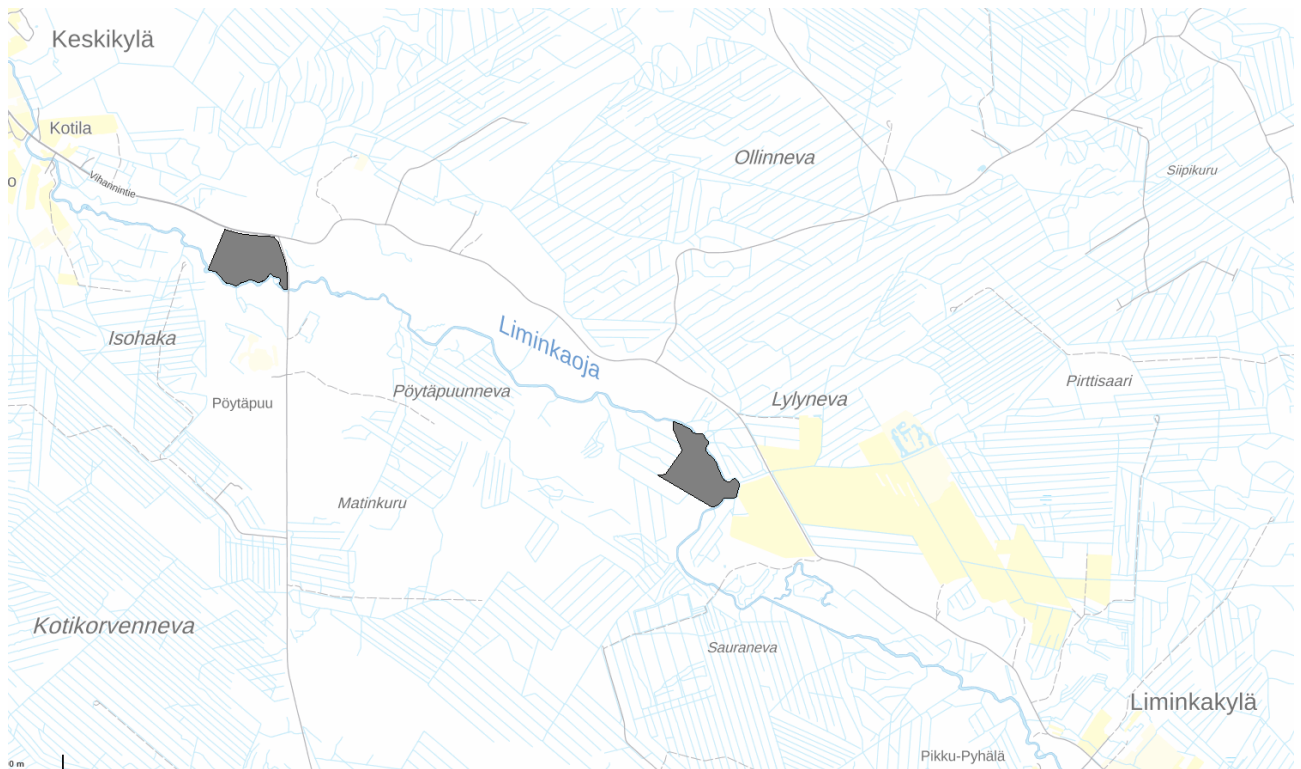 Keskikylä
Kotila
o
Vihannintie
Ollinneva
Siipikuru
Liminkaoja
Isohaka
Pöytäpuu
Pöytäpuunneva
Lylyneva
Pirttisaari
Matinkuru
Kotikorvenneva
Sauraneva
Liminkakylä
Pikku-Pyhälä
0 m